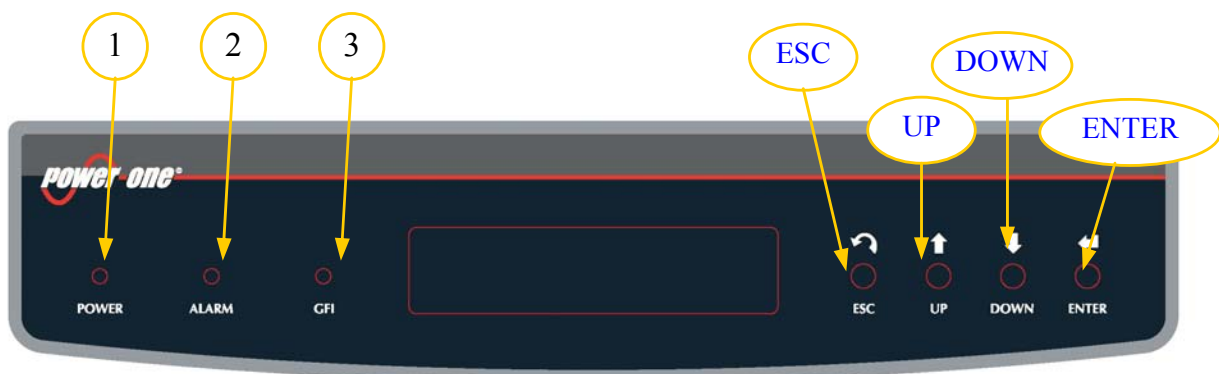 1 2 3 ESC DOWN
UP ENTER
power-one®
POWER ALARM GFI ESC UP DOWN ENTER